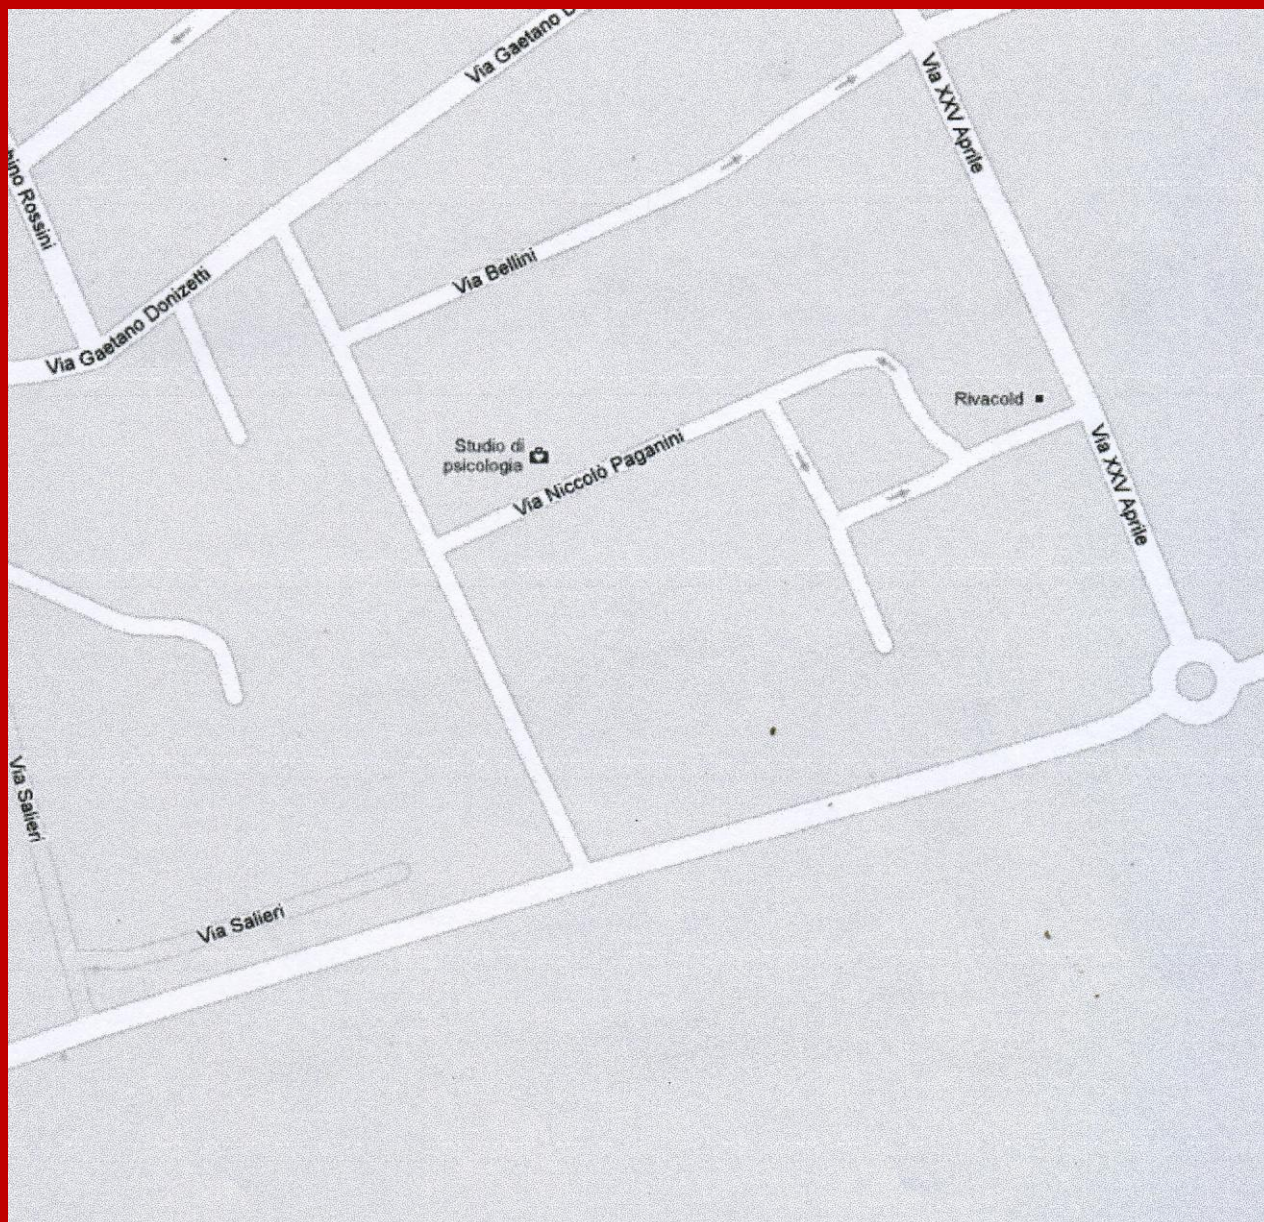 Via Gaetano D
Via XXV Aprile
hino Rossini
Via Bellini
Via Gaetano Donizetti
Rivacold
Studio di
psicologia
Via Niccolò Paganini
Via XXV Aprile
Via Salieri
Via Salieri